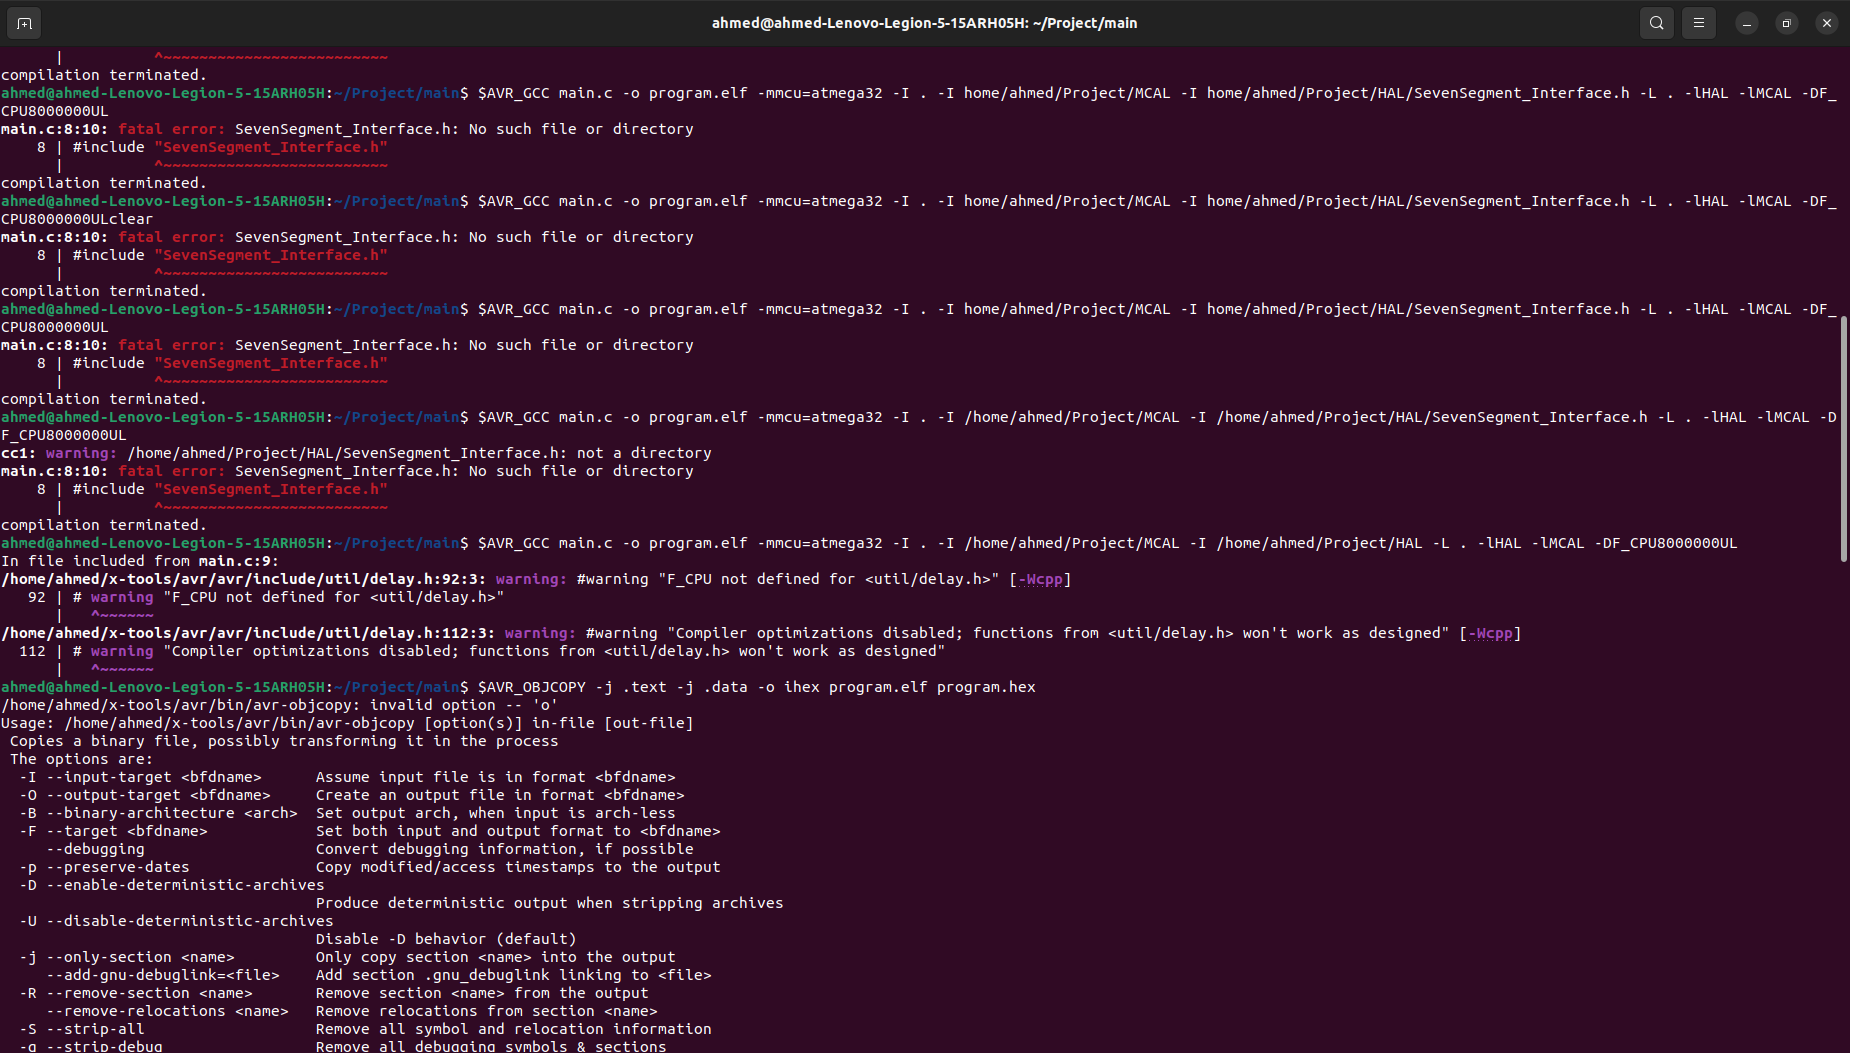 ahmed@ahmed-Lenovo-Legion-5-15ARH05H: ~/Project/main
      |          ^~~~~~~~~~~~~~~~~~~~~~~~~~
compilation terminated.
ahmed@ahmed-Lenovo-Legion-5-15ARH05H:~/Project/main$ $AVR_GCC main.c -o program.elf -mmcu=atmega32 -I . -I home/ahmed/Project/MCAL -I home/ahmed/Project/HAL/SevenSegment_Interface.h -L . -lHAL -lMCAL -DF_
CPU8000000UL
main.c:8:10: fatal error: SevenSegment_Interface.h: No such file or directory
    8 | #include "SevenSegment_Interface.h"
      |          ^~~~~~~~~~~~~~~~~~~~~~~~~~
compilation terminated.
ahmed@ahmed-Lenovo-Legion-5-15ARH05H:~/Project/main$ $AVR_GCC main.c -o program.elf -mmcu=atmega32 -I . -I home/ahmed/Project/MCAL -I home/ahmed/Project/HAL/SevenSegment_Interface.h -L . -lHAL -lMCAL -DF_
CPU8000000ULclear
main.c:8:10: fatal error: SevenSegment_Interface.h: No such file or directory
    8 | #include "SevenSegment_Interface.h"
      |          ^~~~~~~~~~~~~~~~~~~~~~~~~~
compilation terminated.
ahmed@ahmed-Lenovo-Legion-5-15ARH05H:~/Project/main$ $AVR_GCC main.c -o program.elf -mmcu=atmega32 -I . -I home/ahmed/Project/MCAL -I home/ahmed/Project/HAL/SevenSegment_Interface.h -L . -lHAL -lMCAL -DF_
CPU8000000UL
main.c:8:10: fatal error: SevenSegment_Interface.h: No such file or directory
    8 | #include "SevenSegment_Interface.h"
      |          ^~~~~~~~~~~~~~~~~~~~~~~~~~
compilation terminated.
ahmed@ahmed-Lenovo-Legion-5-15ARH05H:~/Project/main$ $AVR_GCC main.c -o program.elf -mmcu=atmega32 -I . -I /home/ahmed/Project/MCAL -I /home/ahmed/Project/HAL/SevenSegment_Interface.h -L . -lHAL -lMCAL -D
F_CPU8000000UL
cc1: warning: /home/ahmed/Project/HAL/SevenSegment_Interface.h: not a directory
main.c:8:10: fatal error: SevenSegment_Interface.h: No such file or directory
    8 | #include "SevenSegment_Interface.h"
      |          ^~~~~~~~~~~~~~~~~~~~~~~~~~
compilation terminated.
ahmed@ahmed-Lenovo-Legion-5-15ARH05H:~/Project/main$ $AVR_GCC main.c -o program.elf -mmcu=atmega32 -I . -I /home/ahmed/Project/MCAL -I /home/ahmed/Project/HAL -L . -lHAL -lMCAL -DF_CPU8000000UL
In file included from main.c:9:
/home/ahmed/x-tools/avr/avr/include/util/delay.h:92:3: warning: #warning "F_CPU not defined for <util/delay.h>" [-Wcpp]
   92 | # warning "F_CPU not defined for <util/delay.h>"
      |   ^~~~~~~
/home/ahmed/x-tools/avr/avr/include/util/delay.h:112:3: warning: #warning "Compiler optimizations disabled; functions from <util/delay.h> won't work as designed" [-Wcpp]
  112 | # warning "Compiler optimizations disabled; functions from <util/delay.h> won't work as designed"
      |   ^~~~~~~
ahmed@ahmed-Lenovo-Legion-5-15ARH05H:~/Project/main$ $AVR_OBJCOPY -j .text -j .data -o ihex program.elf program.hex
/home/ahmed/x-tools/avr/bin/avr-objcopy: invalid option -- 'o'
Usage: /home/ahmed/x-tools/avr/bin/avr-objcopy [option(s)] in-file [out-file]
 Copies a binary file, possibly transforming it in the process
 The options are:
  -I --input-target <bfdname>      Assume input file is in format <bfdname>
  -O --output-target <bfdname>     Create an output file in format <bfdname>
  -B --binary-architecture <arch>  Set output arch, when input is arch-less
  -F --target <bfdname>            Set both input and output format to <bfdname>
     --debugging                   Convert debugging information, if possible
  -p --preserve-dates              Copy modified/access timestamps to the output
  -D --enable-deterministic-archives
                                   Produce deterministic output when stripping archives
  -U --disable-deterministic-archives
                                   Disable -D behavior (default)
  -j --only-section <name>         Only copy section <name> into the output
     --add-gnu-debuglink=<file>    Add section .gnu_debuglink linking to <file>
  -R --remove-section <name>       Remove section <name> from the output
     --remove-relocations <name>   Remove relocations from section <name>
  -S --strip-all                   Remove all symbol and relocation information
  -g --strip-debug                 Remove all debugging symbols & sections